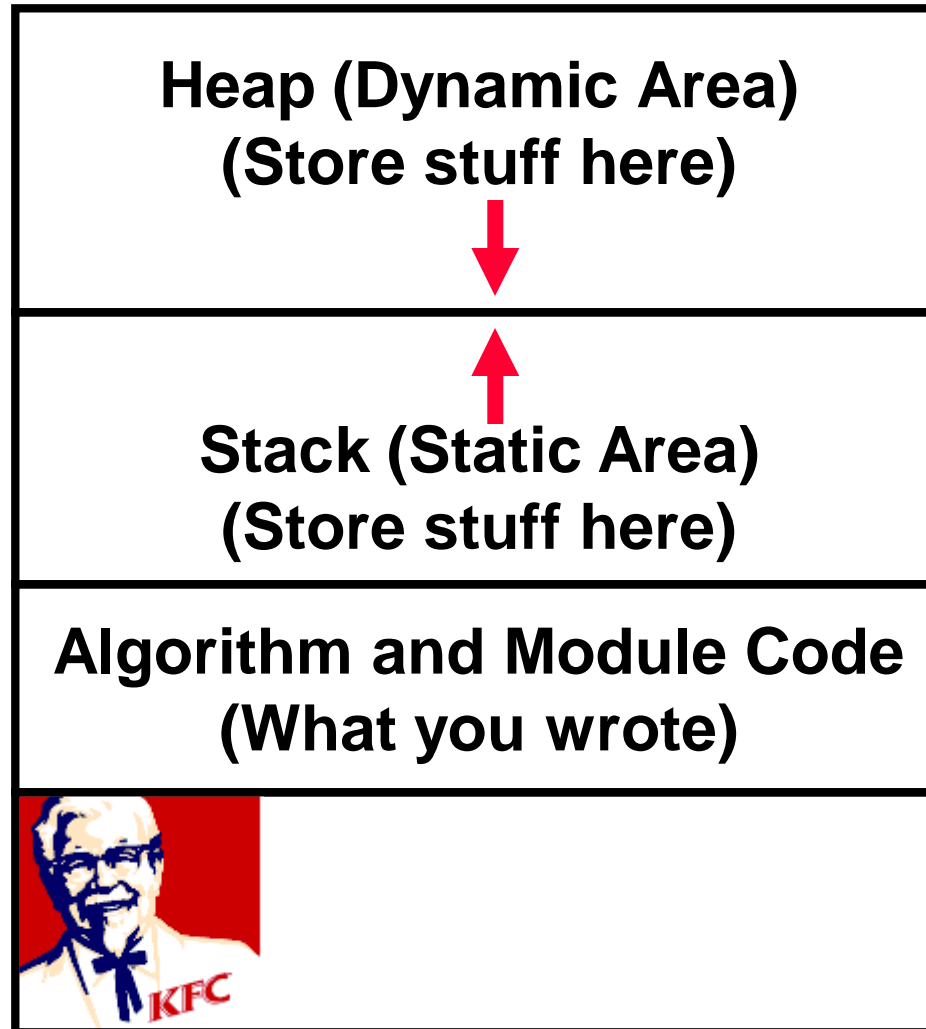 Heap (Dynamic Area)
(Store stuff here)
Stack (Static Area)
(Store stuff here)
Algorithm and Module Code
(What you wrote)
KFC